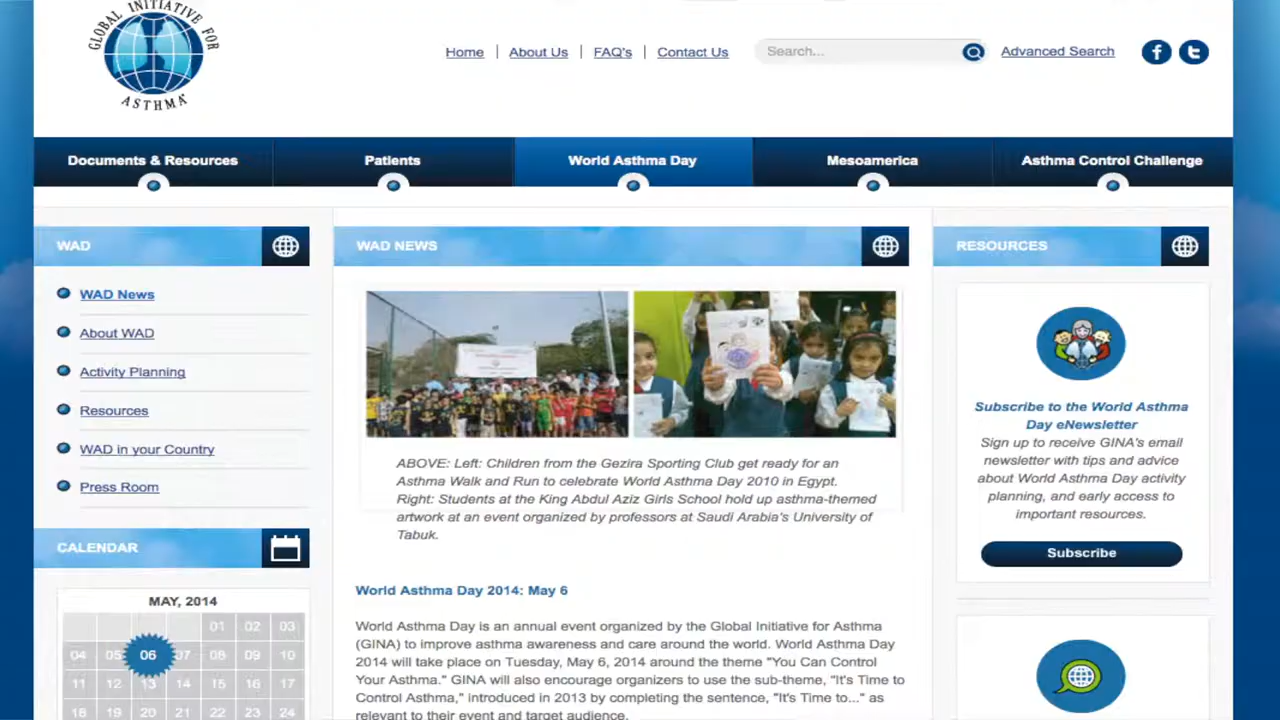 GLOBAL INITIATIVE FOR
ASTHMA
Home | About Us | FAQ's | Contact Us
Search...
Advanced Search
Documents & Resources
Patients
World Asthma Day
Mesoamerica
Asthma Control Challenge
WAD
WAD News
About WAD
Activity Planning
Resources
WAD in your Country
Press Room
CALENDAR
MAY, 2014
01 02 03
04 05 06 07 08 09 10
11 12 13 14 15 16 17
18 19 20 21 22 23 24
WAD NEWS
ABOVE: Left: Children from the Gezira Sporting Club get ready for an
Asthma Walk and Run to celebrate World Asthma Day 2010 in Egypt.
Right: Students at the King Abdul Aziz Girls School hold up asthma-themed
artwork at an event organized by professors at Saudi Arabia's University of
Tabuk.
World Asthma Day 2014: May 6
World Asthma Day is an annual event organized by the Global Initiative for Asthma
(GINA) to improve asthma awareness and care around the world. World Asthma Day
2014 will take place on Tuesday, May 6, 2014 around the theme "You Can Control
Your Asthma." GINA will also encourage organizers to use the sub-theme, "It's Time to
Control Asthma," introduced in 2013 by completing the sentence, "It's Time to..." as
relevant to their event and target audience.
RESOURCES
Subscribe to the World Asthma
Day eNewsletter
Sign up to receive GINA's email
newsletter with tips and advice
about World Asthma Day activity
planning, and early access to
important resources.
Subscribe